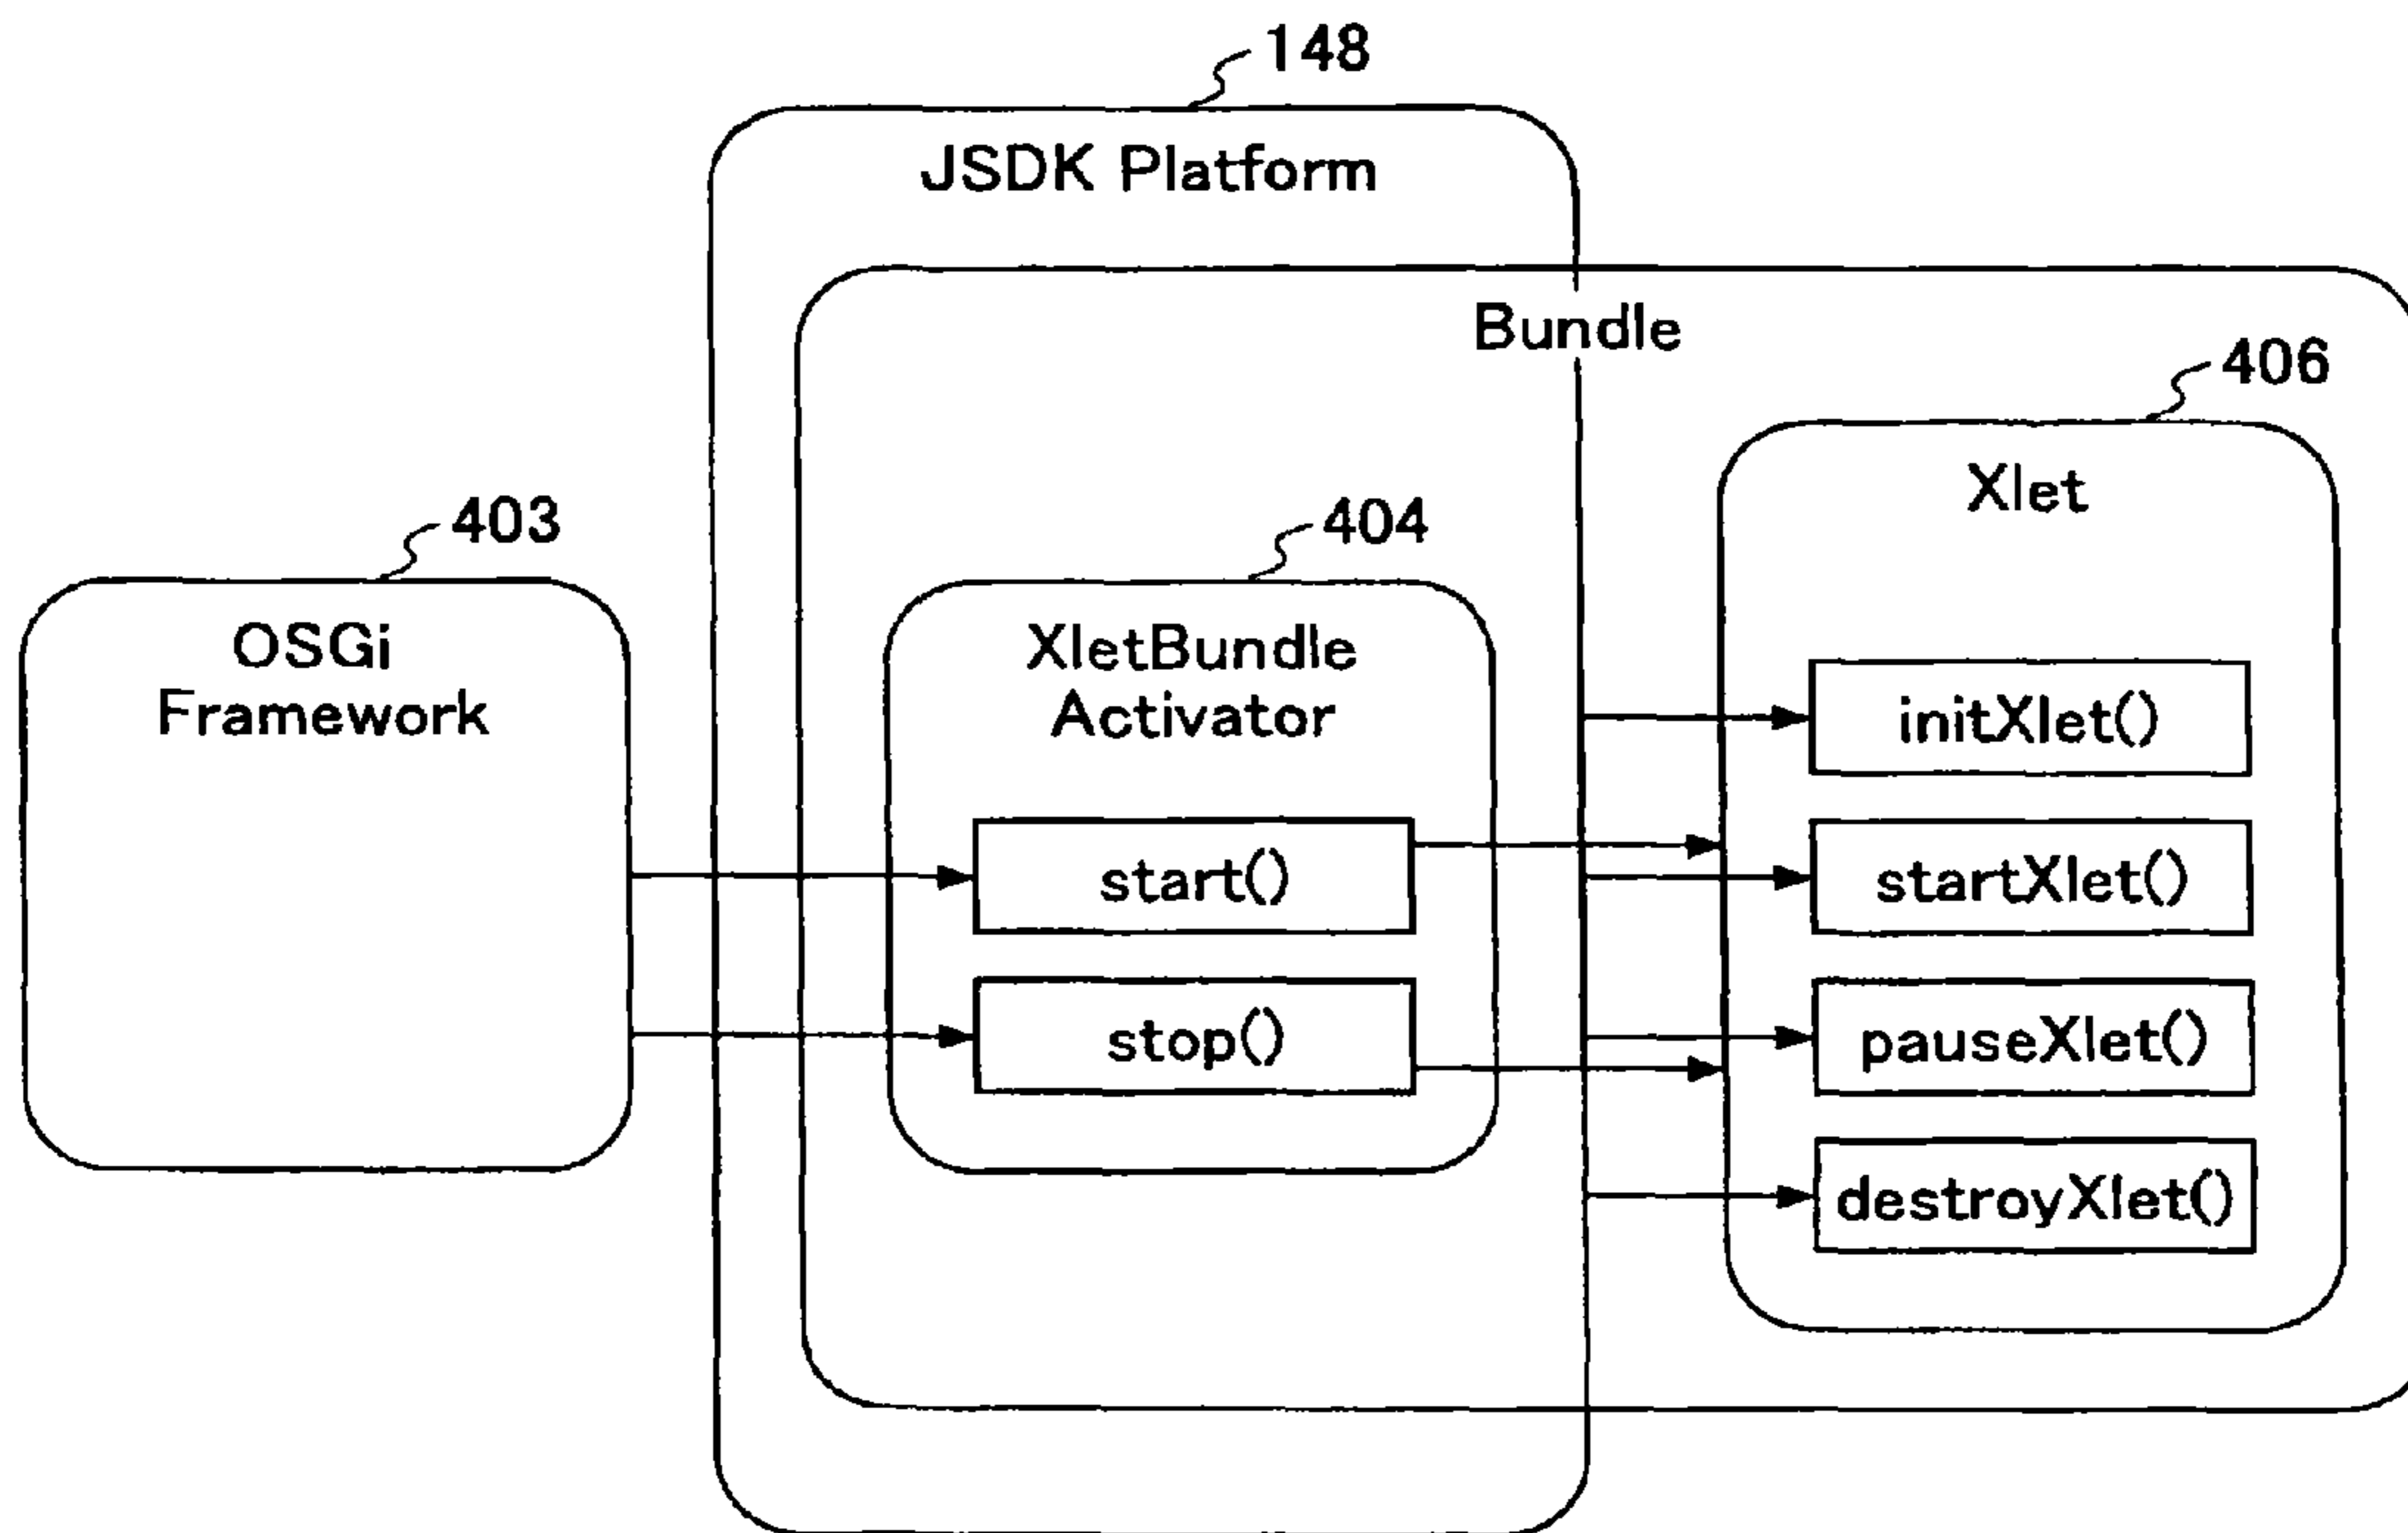 148
JSDK Platform
Bundle
406
Xlet
403
404
OSGi
Framework
XletBundle
Activator
initXlet()
start()
startXlet()
stop()
pauseXlet()
destroyXlet()